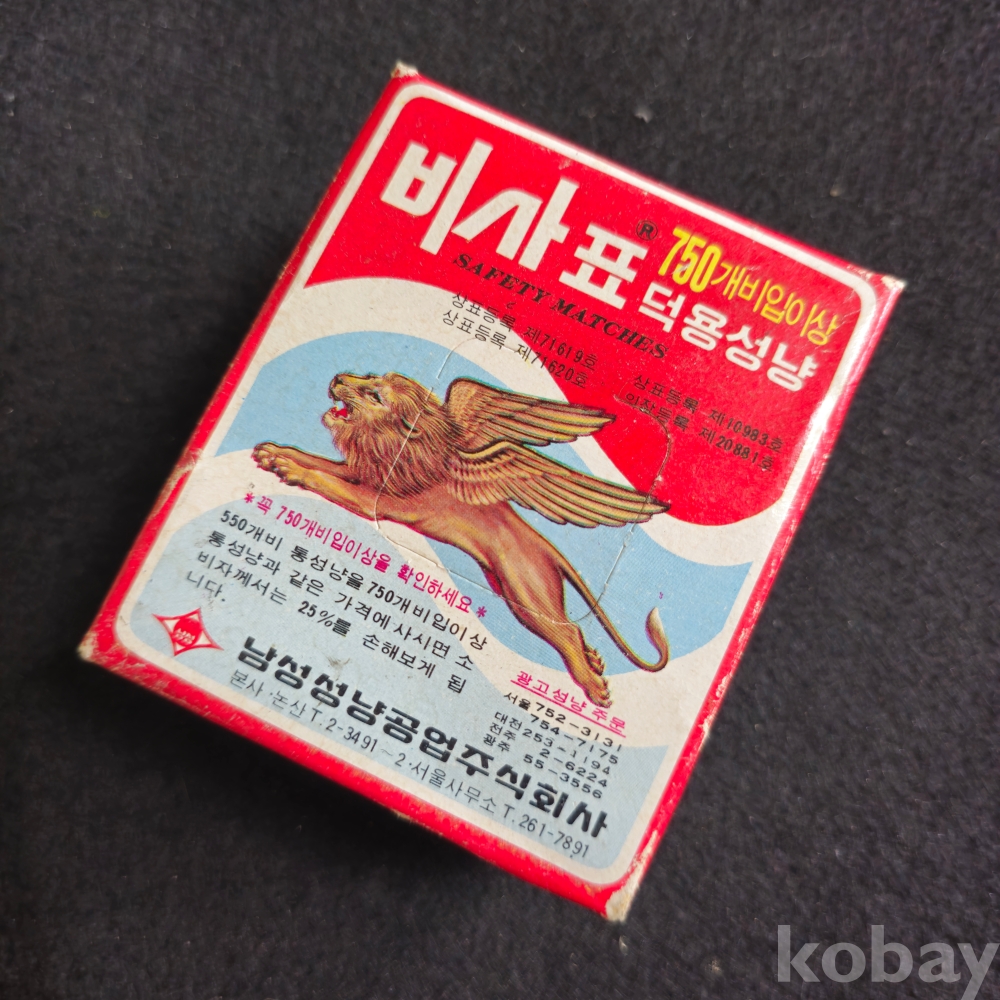 비사표 ®
750개비입이상
덕용성냥
SAFETY MATCHES
상표등록 제71619호
상표등록 제71620호
상표등록 제10983호
의장등록 제20881호
*꼭 750개비입이상을 확인하세요*
550개비 통성냥을 750개비입이상
통성냥과 같은 가격에 사시면 소
비자께서는 25%를 손해보게 됩
니다.
광고성냥 주문
서울 752-3131
754-7175
대전 253-1194
전주 2-6224
광주 55-3556
남성성냥공업주식회사
본사·논산 T.2-3491~2·서울사무소 T.261-7891
kobay